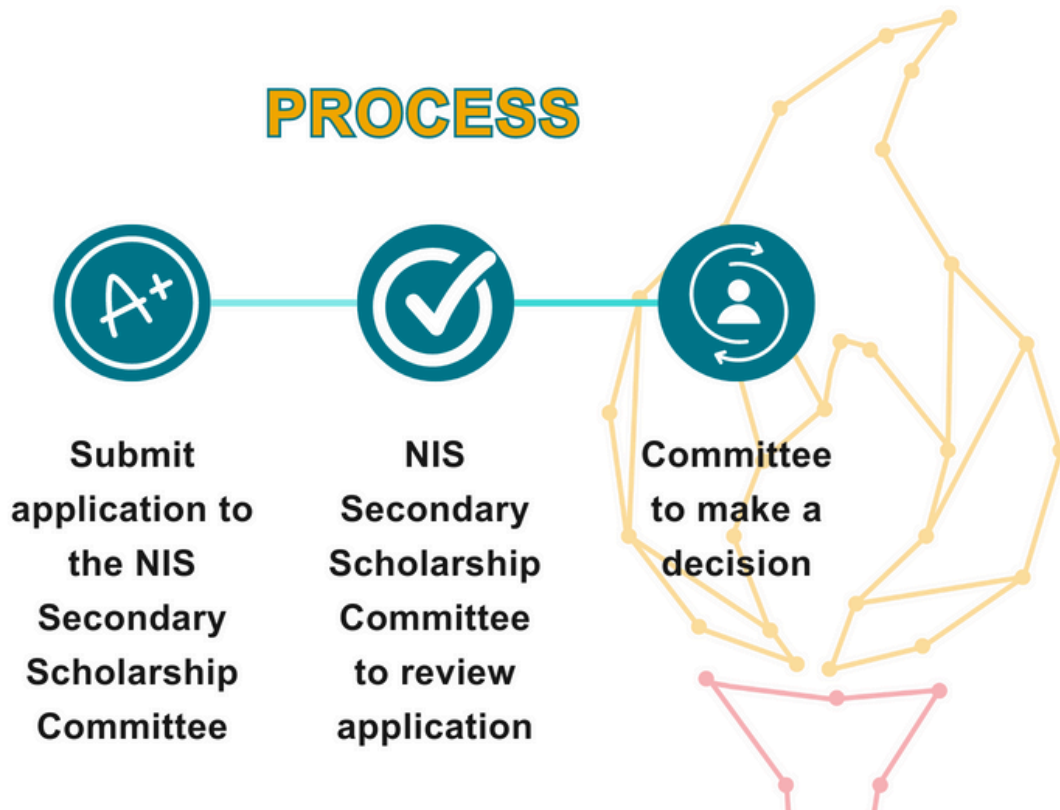 PROCESS
A+
Submit
application to
the NIS
Secondary
Scholarship
Committee
NIS
Secondary
Scholarship
Committee
to review
application
Committee
to make a
decision